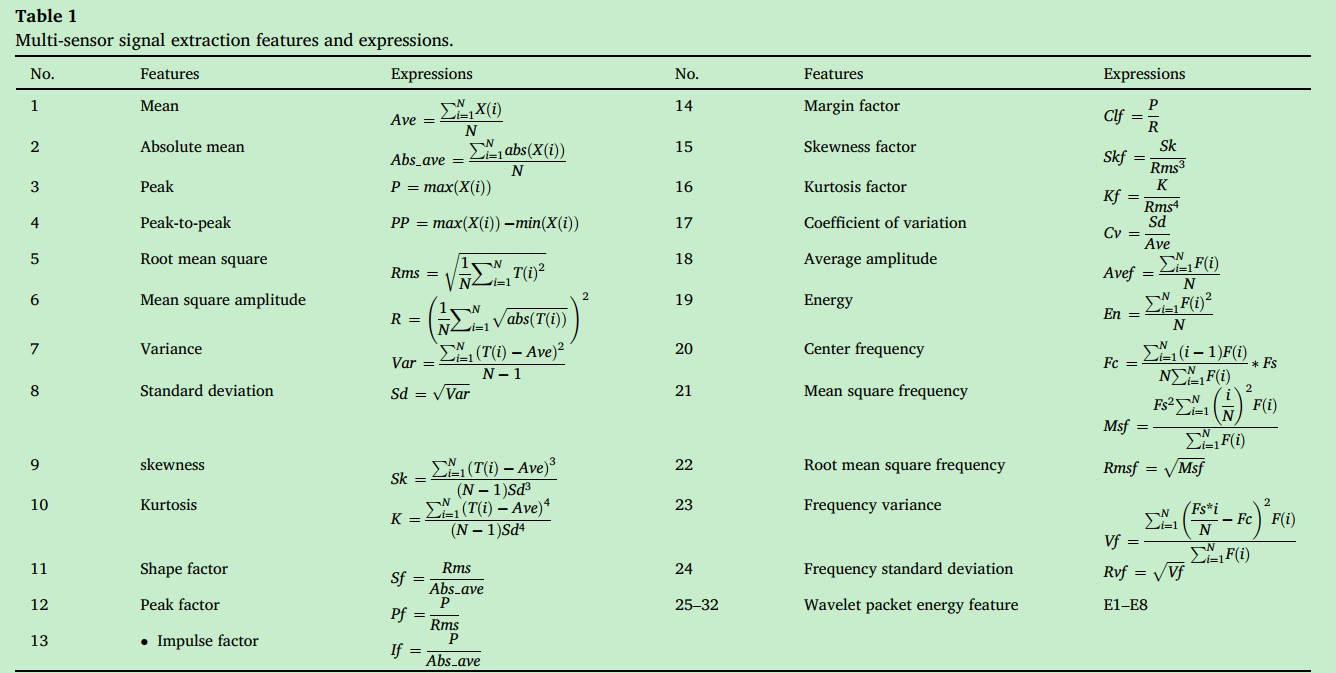 Table 1
Multi-sensor signal extraction features and expressions.
No. Features Expressions No. Features Expressions
1 Mean Ave = \frac{\sum_{i=1}^{N} X(i)}{N} 14 Margin factor Clf = \frac{P}{R}
2 Absolute mean Abs_ave = \frac{\sum_{i=1}^{N} abs(X(i))}{N} 15 Skewness factor Skf = \frac{Sk}{Rms^3}
3 Peak P = max(X(i)) 16 Kurtosis factor Kf = \frac{K}{Rms^4}
4 Peak-to-peak PP = max(X(i)) −min(X(i)) 17 Coefficient of variation Cv = \frac{Sd}{Ave}
5 Root mean square Rms = \sqrt{\frac{1}{N}\sum_{i=1}^{N} T(i)^2} 18 Average amplitude Avef = \frac{\sum_{i=1}^{N} F(i)}{N}
6 Mean square amplitude R = \left(\frac{1}{N}\sum_{i=1}^{N} \sqrt{abs(T(i))}\right)^2 19 Energy En = \frac{\sum_{i=1}^{N} F(i)^2}{N}
7 Variance Var = \frac{\sum_{i=1}^{N} (T(i) − Ave)^2}{N − 1} 20 Center frequency Fc = \frac{\sum_{i=1}^{N} (i − 1)F(i)}{N\sum_{i=1}^{N} F(i)} * Fs
8 Standard deviation Sd = \sqrt{Var} 21 Mean square frequency Msf = \frac{Fs^2\sum_{i=1}^{N} \left(\frac{i}{N}\right)^2 F(i)}{\sum_{i=1}^{N} F(i)}
9 skewness Sk = \frac{\sum_{i=1}^{N} (T(i) − Ave)^3}{(N − 1)Sd^3} 22 Root mean square frequency Rmsf = \sqrt{Msf}
10 Kurtosis K = \frac{\sum_{i=1}^{N} (T(i) − Ave)^4}{(N − 1)Sd^4} 23 Frequency variance Vf = \frac{\sum_{i=1}^{N} \left(\frac{Fs*i}{N} − Fc\right)^2 F(i)}{\sum_{i=1}^{N} F(i)}
11 Shape factor Sf = \frac{Rms}{Abs_ave} 24 Frequency standard deviation Rvf = \sqrt{Vf}
12 Peak factor Pf = \frac{P}{Rms} 25–32 Wavelet packet energy feature E1–E8
13 • Impulse factor If = \frac{P}{Abs_ave}